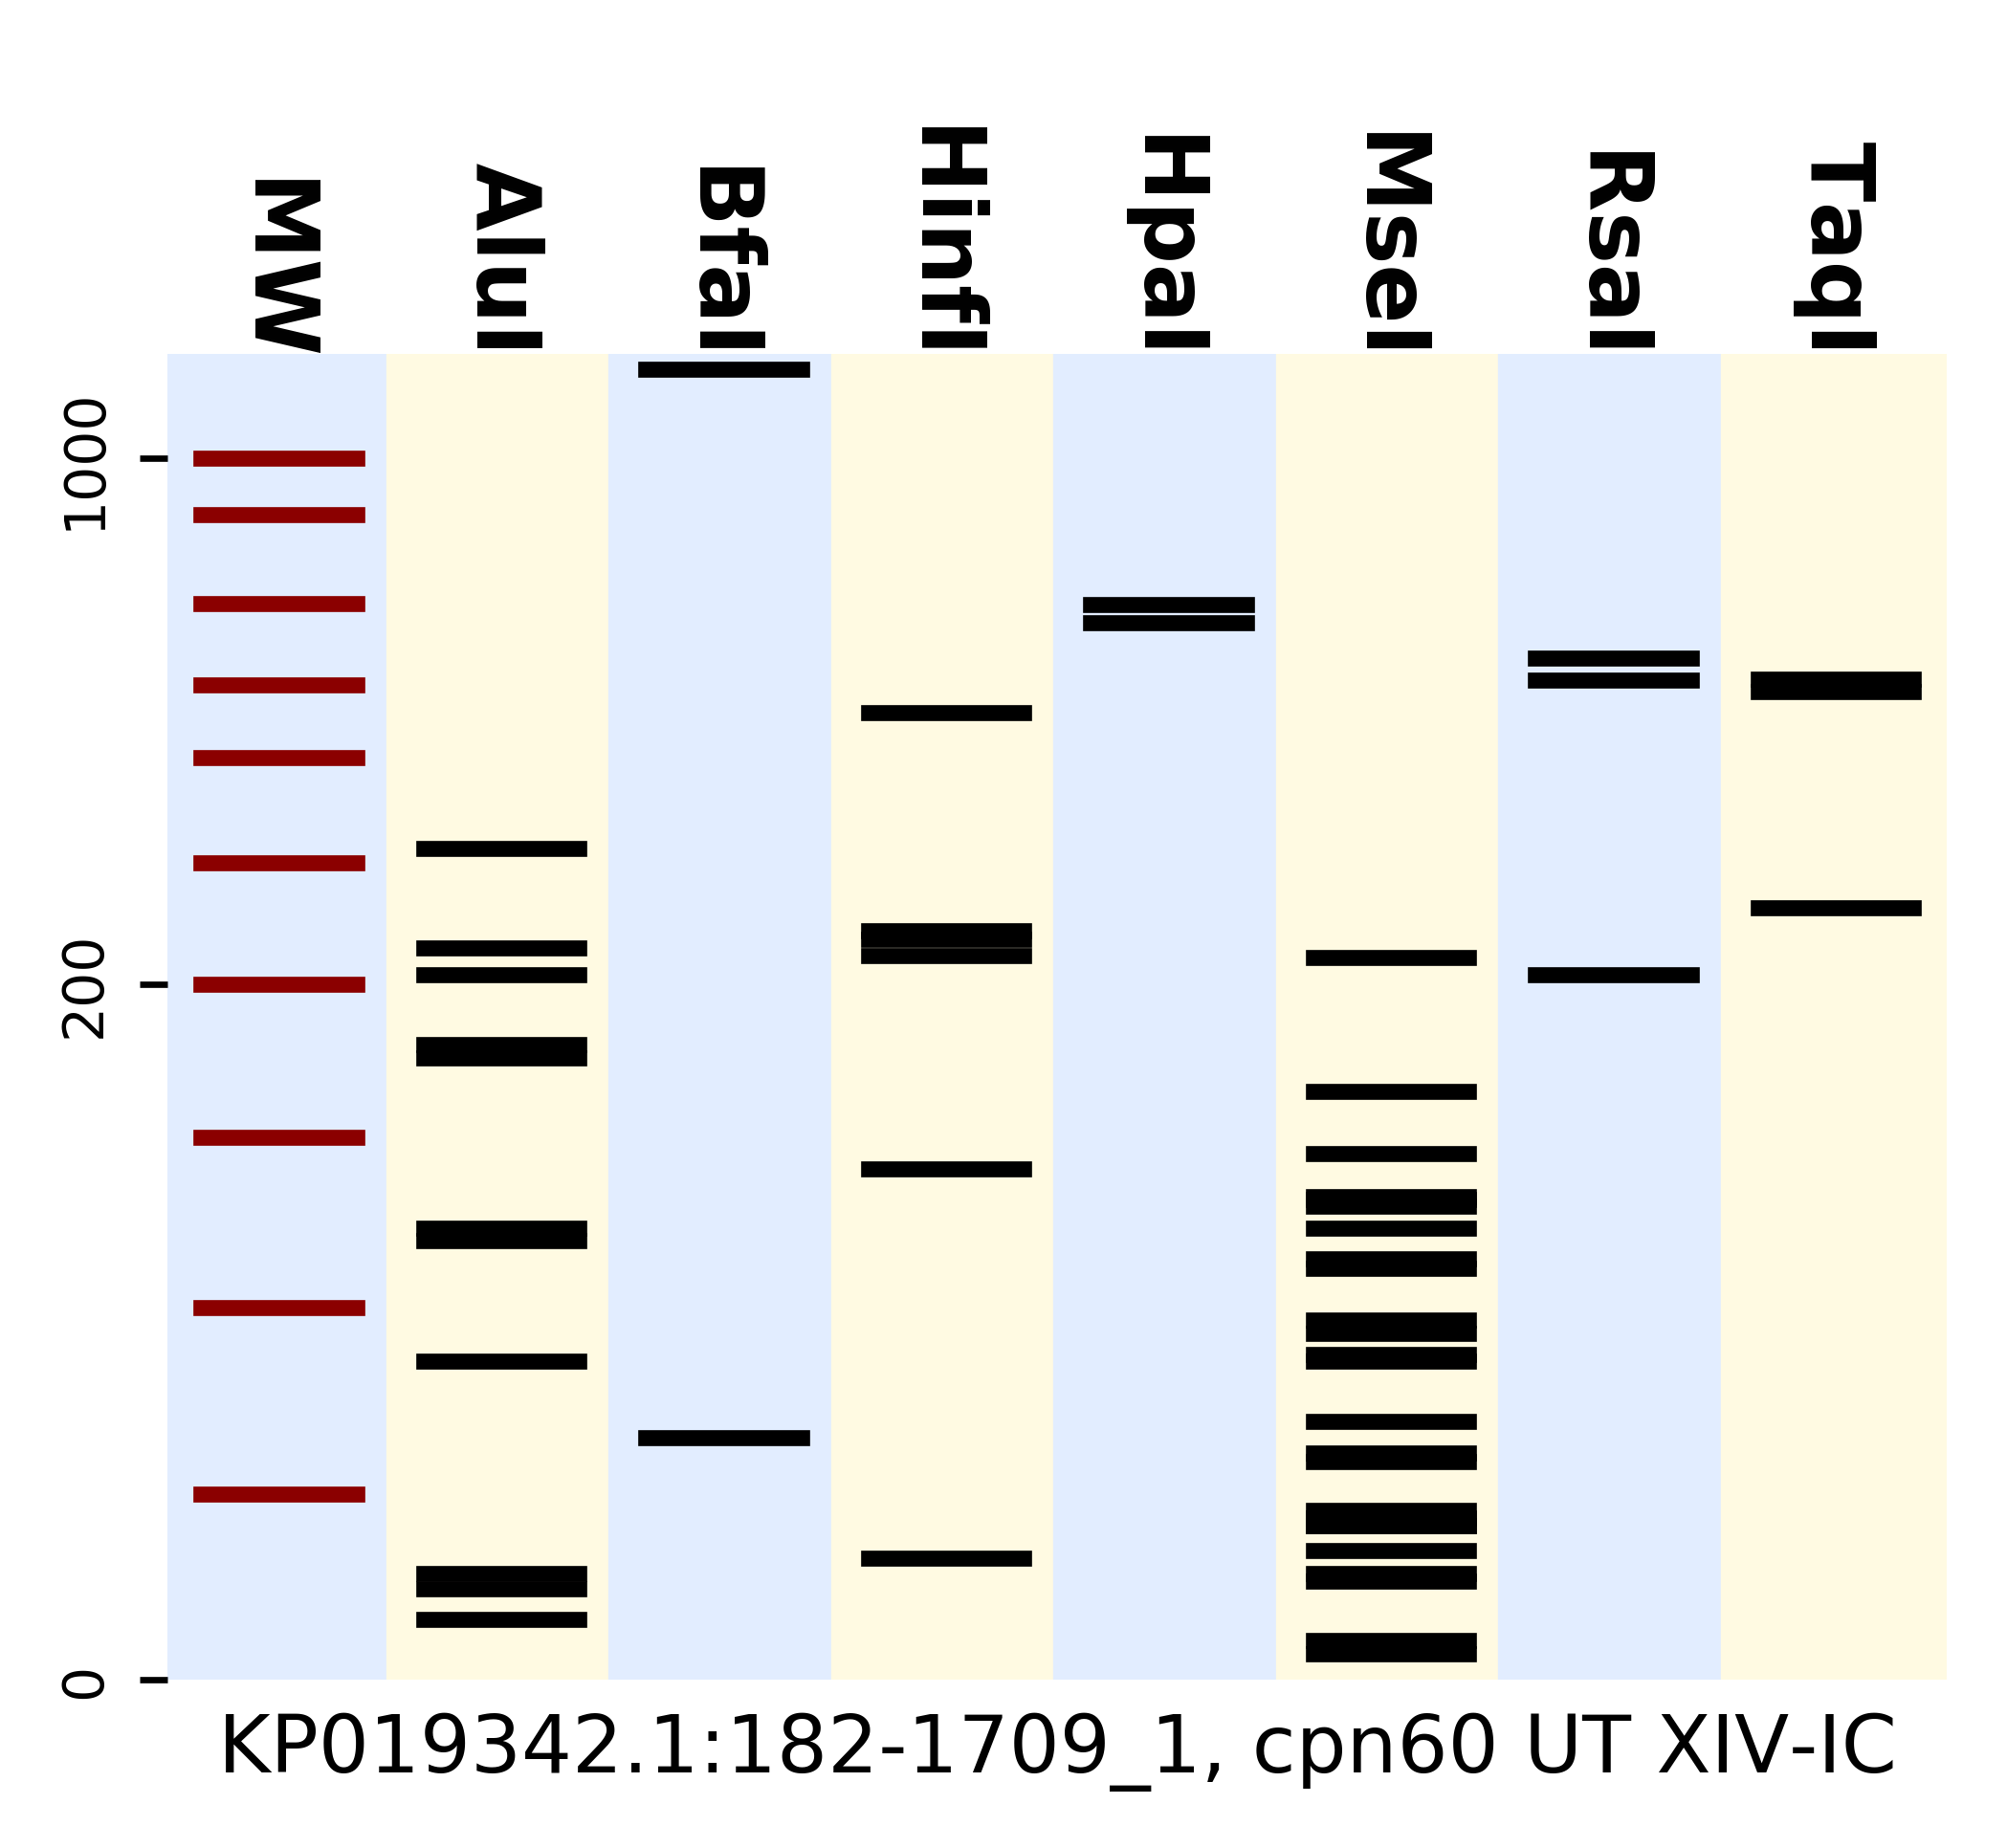 MW
AluI
BfaI
HinfI
HpaI
MseI
RsaI
TaqI
1000
200
0
KP019342.1:182-1709_1, cpn60 UT XIV-IC